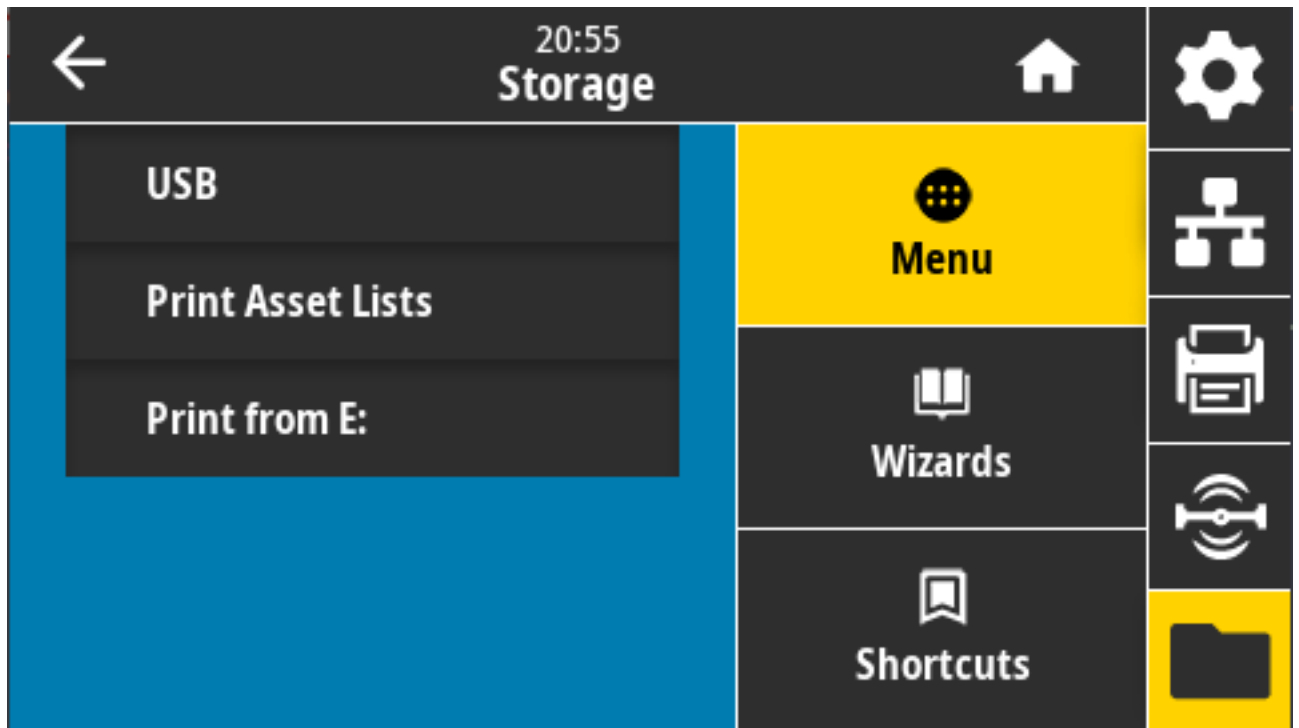 20:55
Storage
USB
Print Asset Lists
Print from E:
Menu
Wizards
Shortcuts